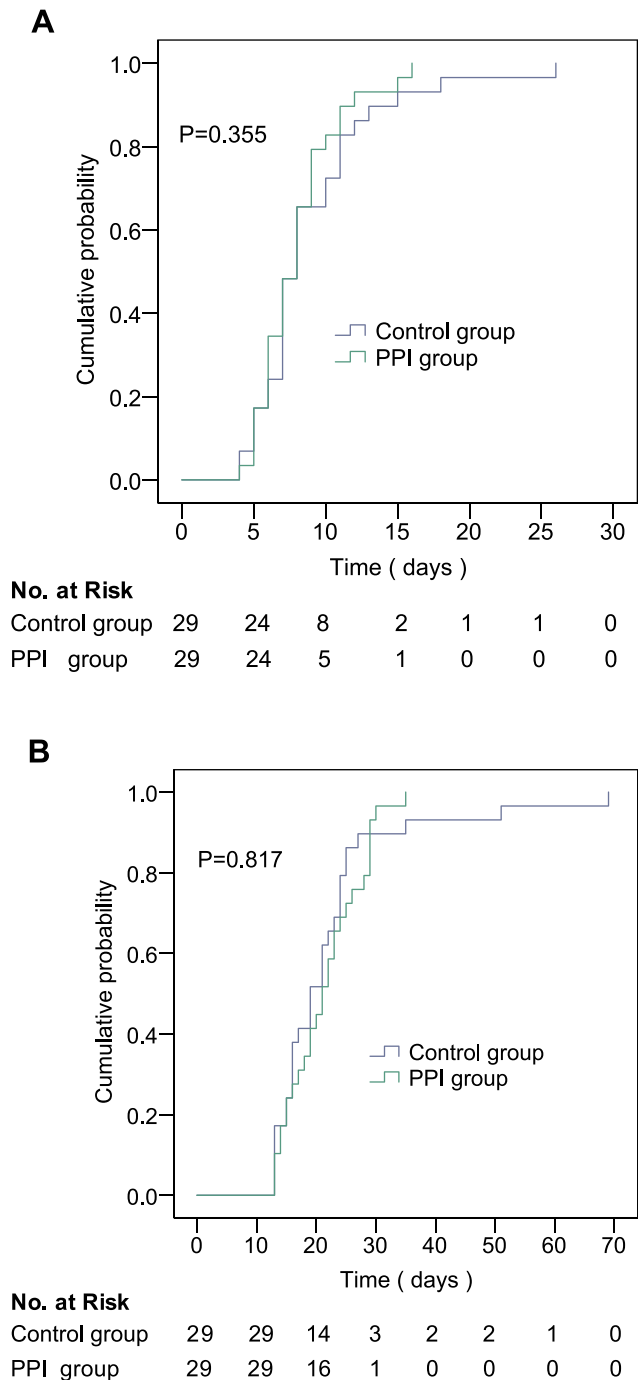 A
1.0
P=0.355
0.8
0.6
Cumulative probability
0.4
Control group
PPI group
0.2
0.0
0 5 10 15 20 25 30
Time ( days )
No. at Risk
Control group 29 24 8 2 1 1 0
PPI group 29 24 5 1 0 0 0
B
1.0
P=0.817
0.8
0.6
Cumulative probability
0.4
Control group
PPI group
0.2
0.0
0 10 20 30 40 50 60 70
Time ( days )
No. at Risk
Control group 29 29 14 3 2 2 1 0
PPI group 29 29 16 1 0 0 0 0